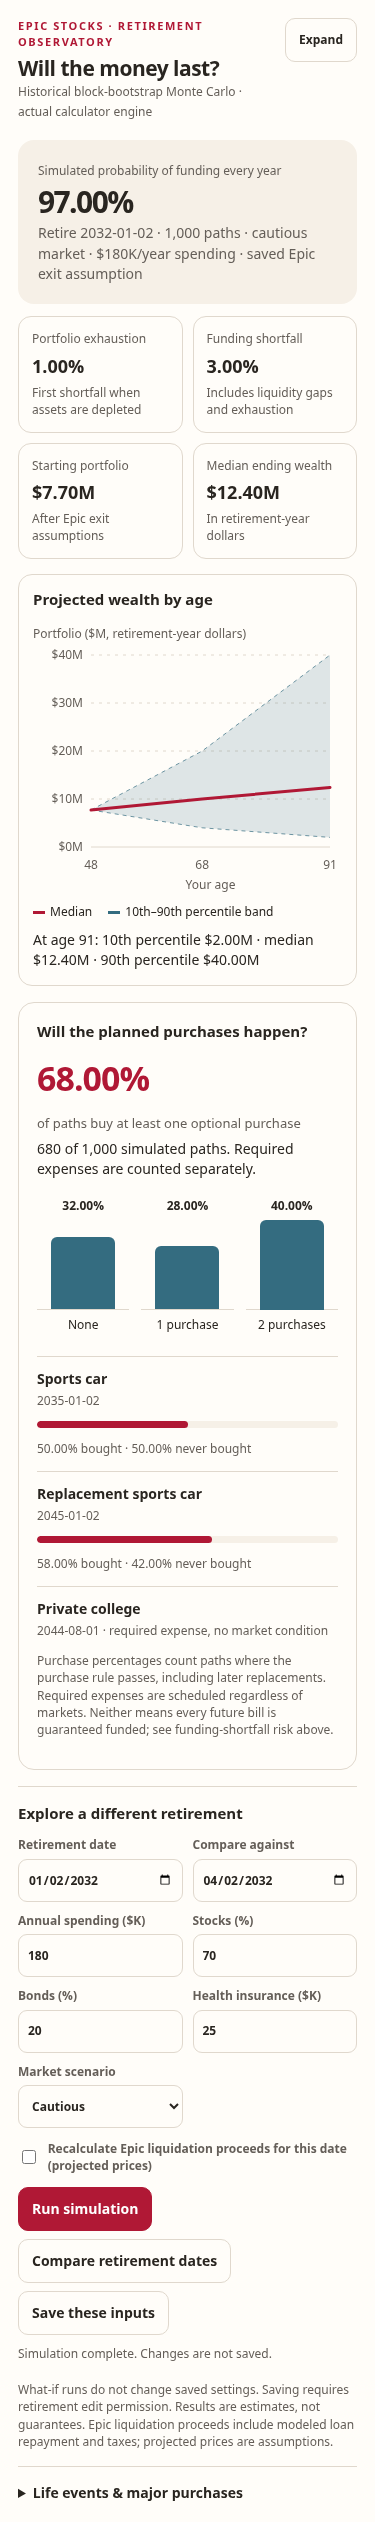 EPIC STOCKS · RETIREMENT
OBSERVATORY
Expand
Will the money last?
Historical block-bootstrap Monte Carlo ·
actual calculator engine
Simulated probability of funding every year
97.00%
Retire 2032-01-02 · 1,000 paths · cautious
market · $180K/year spending · saved Epic
exit assumption
Portfolio exhaustion
1.00%
First shortfall when
assets are depleted
Funding shortfall
3.00%
Includes liquidity gaps
and exhaustion
Starting portfolio
$7.70M
After Epic exit
assumptions
Median ending wealth
$12.40M
In retirement-year
dollars
Projected wealth by age
Portfolio ($M, retirement-year dollars)
$40M
$30M
$20M
$10M
$0M
48 68 91
Your age
Median 10th–90th percentile band
At age 91: 10th percentile $2.00M · median
$12.40M · 90th percentile $40.00M
Will the planned purchases happen?
68.00%
of paths buy at least one optional purchase
680 of 1,000 simulated paths. Required
expenses are counted separately.
32.00% 28.00% 40.00%
None 1 purchase 2 purchases
Sports car
2035-01-02
50.00% bought · 50.00% never bought
Replacement sports car
2045-01-02
58.00% bought · 42.00% never bought
Private college
2044-08-01 · required expense, no market condition
Purchase percentages count paths where the
purchase rule passes, including later replacements.
Required expenses are scheduled regardless of
markets. Neither means every future bill is
guaranteed funded; see funding-shortfall risk above.
Explore a different retirement
Retirement date
01/02/2032
Compare against
04/02/2032
Annual spending ($K)
180
Stocks (%)
70
Bonds (%)
20
Health insurance ($K)
25
Market scenario
Cautious
Recalculate Epic liquidation proceeds for this date
(projected prices)
Run simulation
Compare retirement dates
Save these inputs
Simulation complete. Changes are not saved.
What-if runs do not change saved settings. Saving requires
retirement edit permission. Results are estimates, not
guarantees. Epic liquidation proceeds include modeled loan
repayment and taxes; projected prices are assumptions.
Life events & major purchases